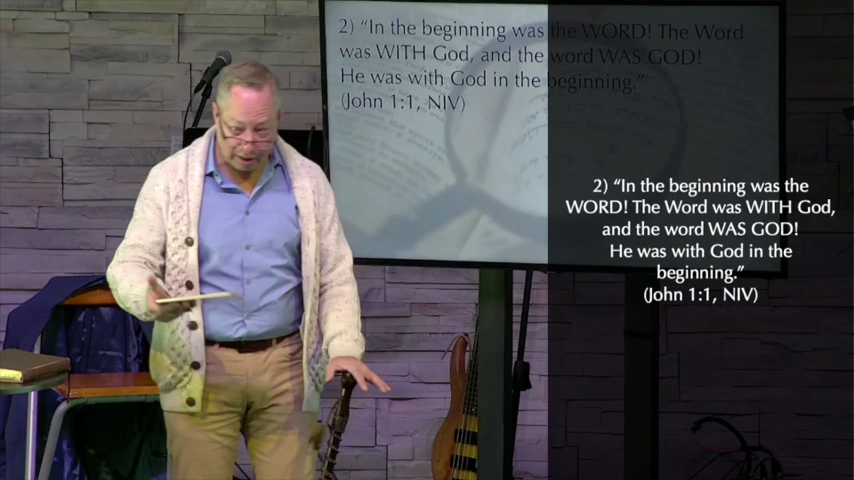 2) “In the beginning was the WORD! The Word
was WITH God, and the word WAS GOD!
He was with God in the beginning.”
(John 1:1, NIV)
2) “In the beginning was the
WORD! The Word was WITH God,
and the word WAS GOD!
He was with God in the
beginning.”
(John 1:1, NIV)